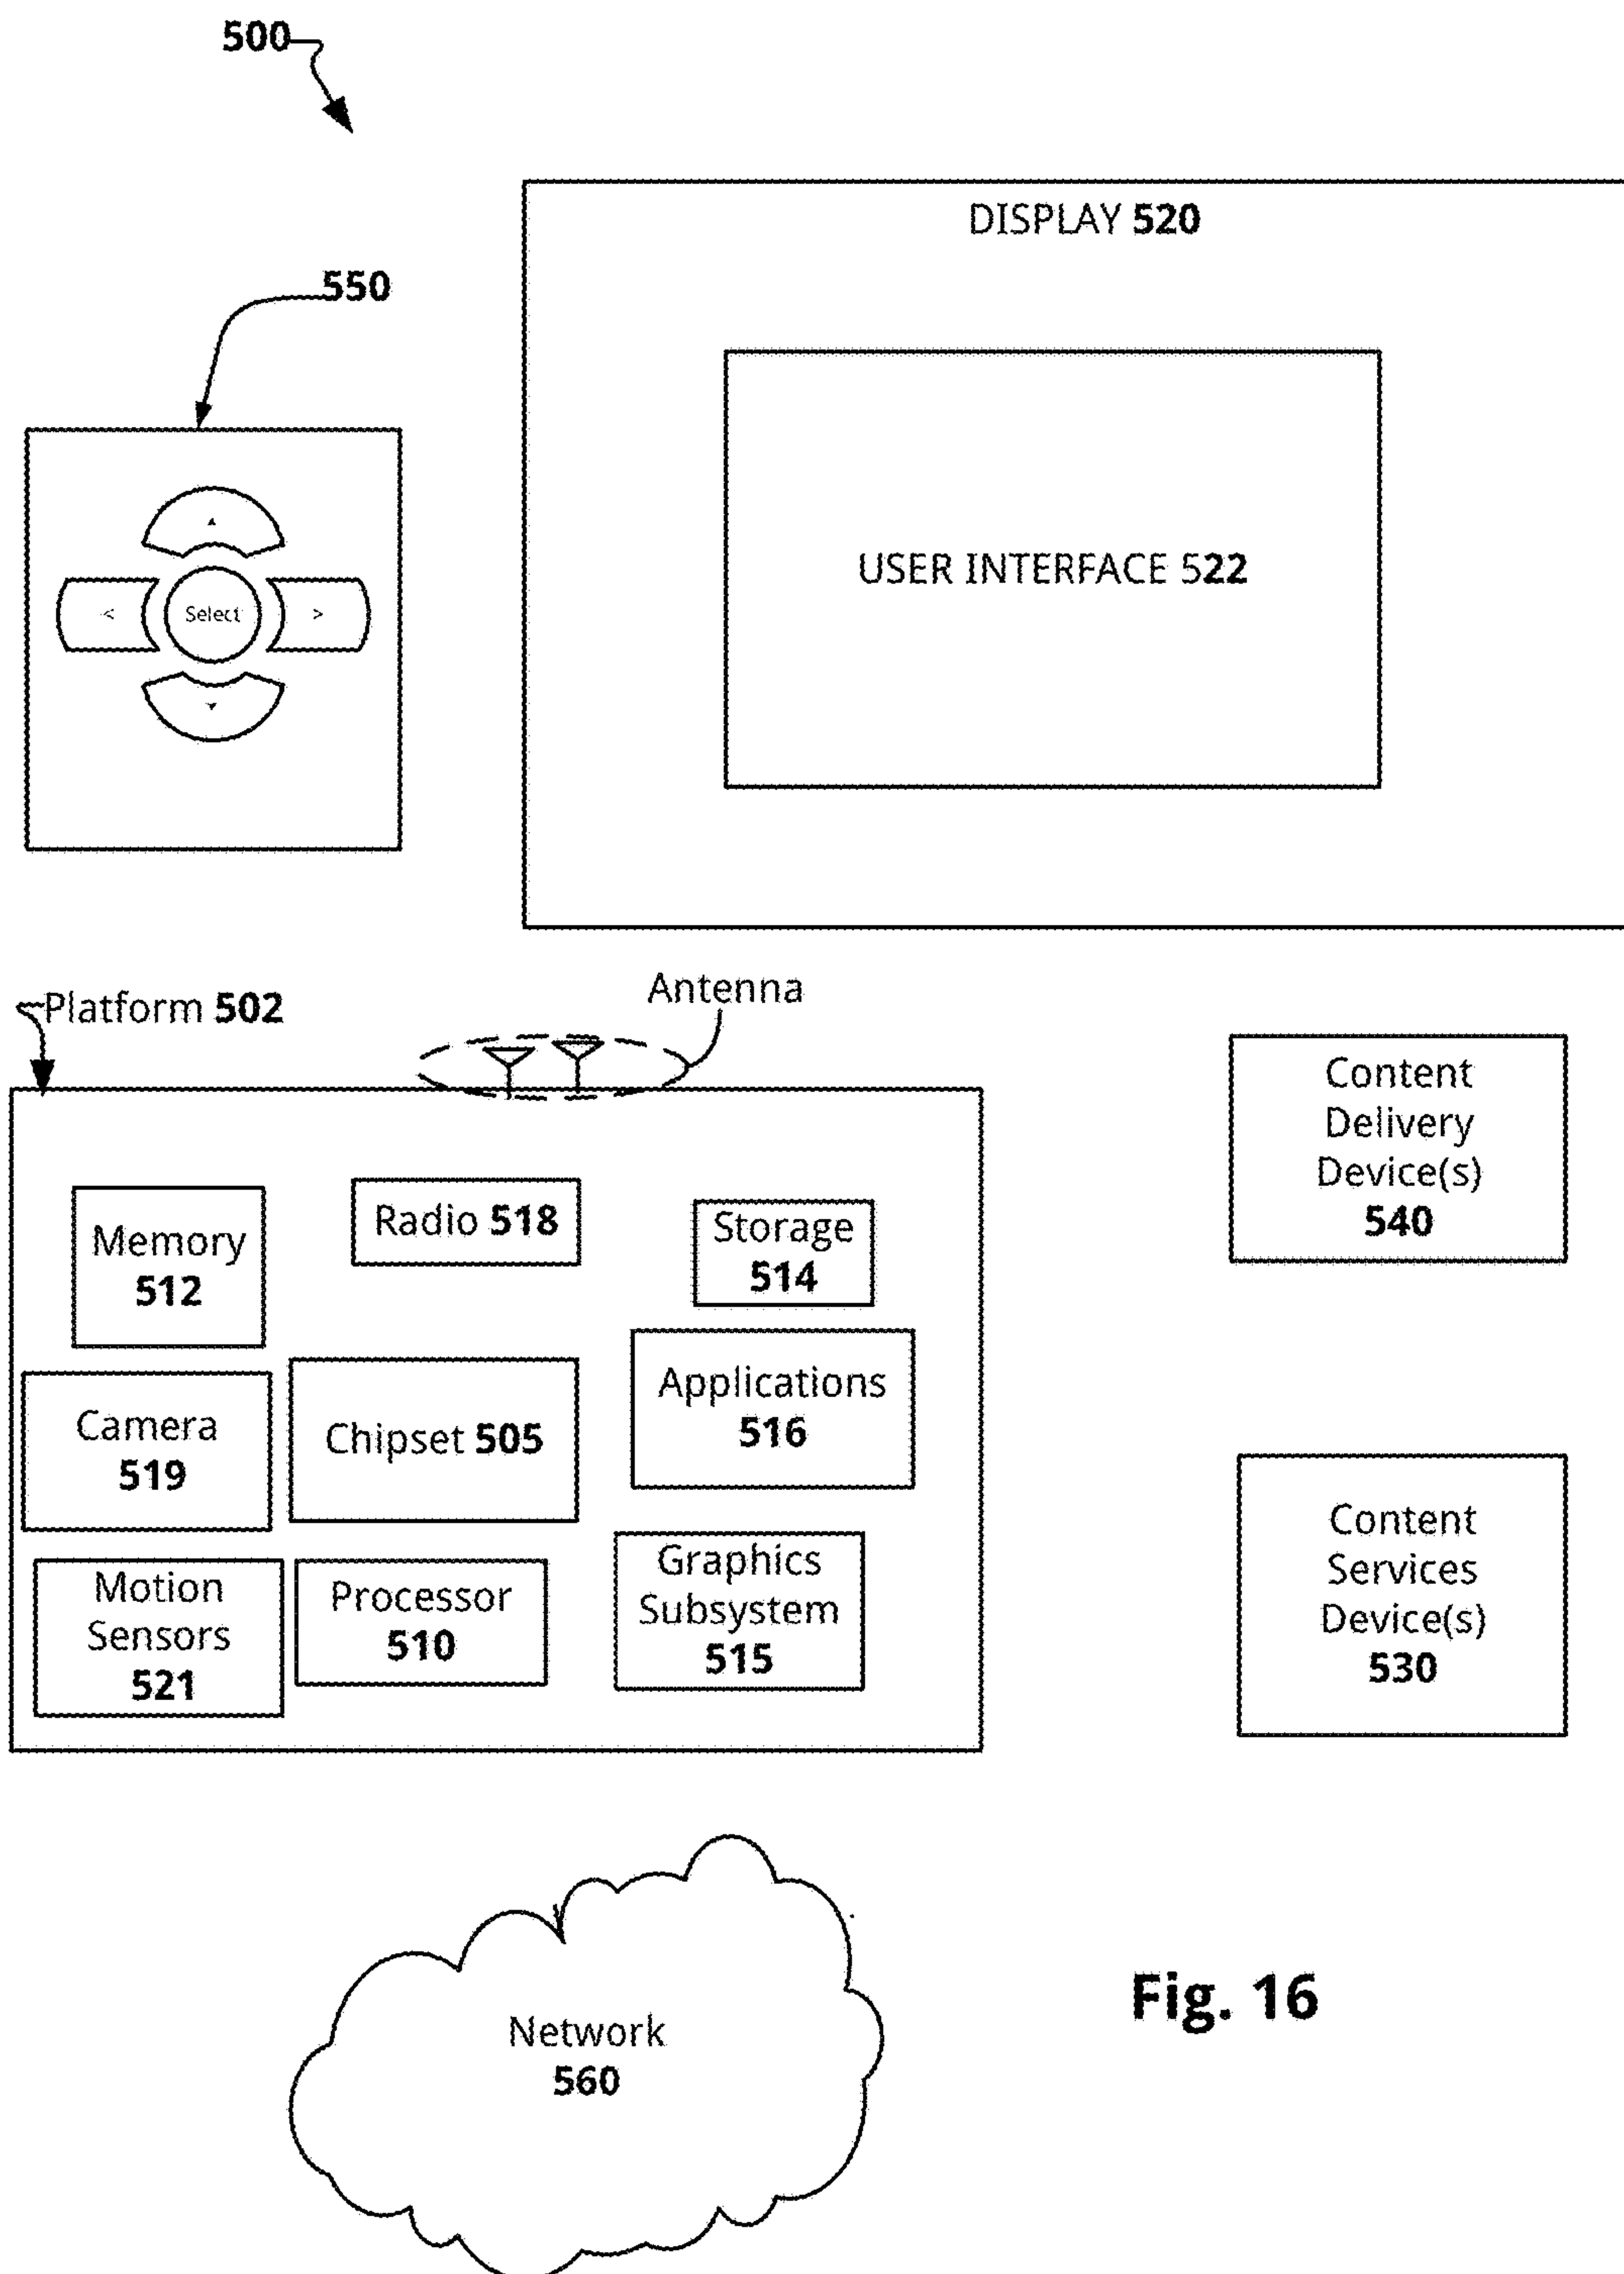 500
DISPLAY 520
550
USER INTERFACE 522
<
Select
>
Platform 502
Antenna
Memory
512
Radio 518
Storage
514
Content
Delivery
Device(s)
540
Camera
519
Chipset 505
Applications
516
Motion
Sensors
521
Processor
510
Graphics
Subsystem
515
Content
Services
Device(s)
530
Network
560
Fig. 16